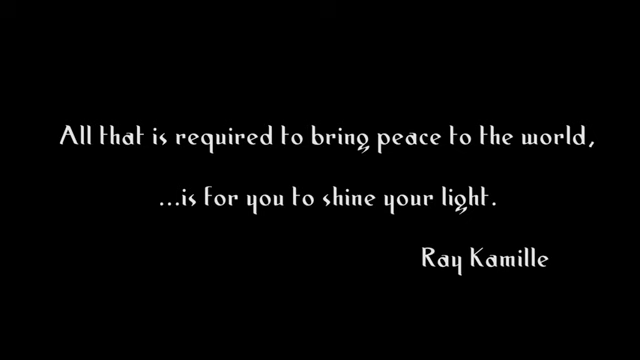 All that is required to bring peace to the world,
...is for you to shine your light.
Ray Kamille